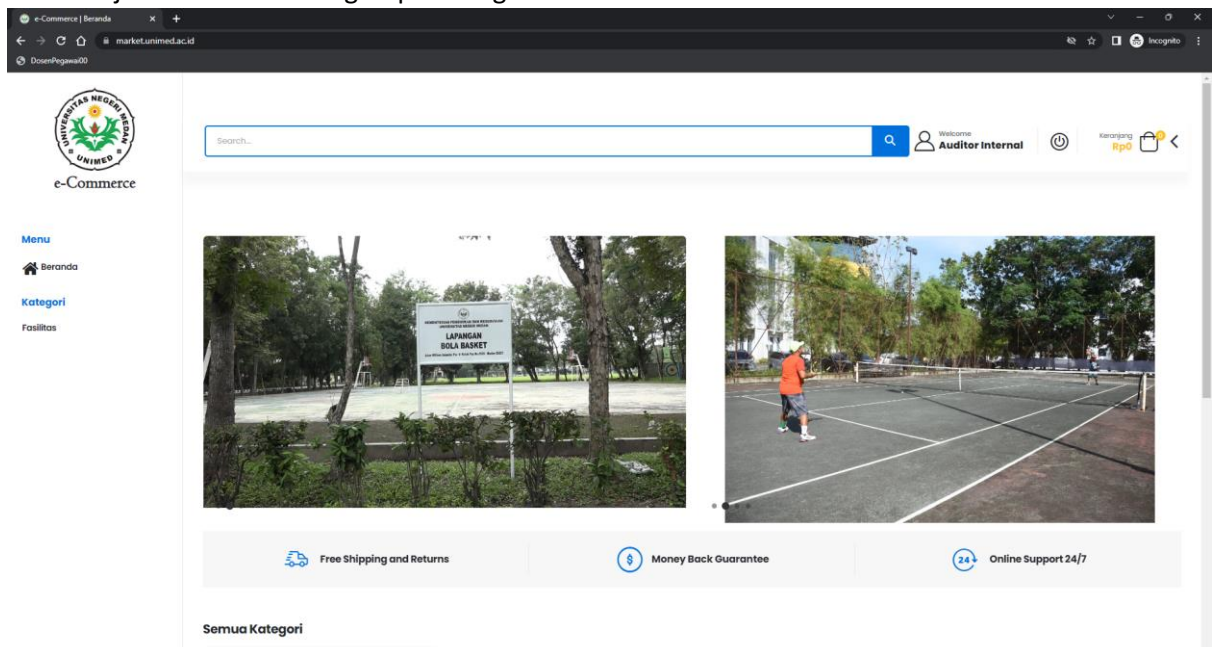 e-Commerce | Beranda
market.unimed.ac.id
Incognito
DosenPegawai00
UNIVERSITAS NEGERI MEDAN
UNIMED
e-Commerce
Search...
Welcome
Auditor Internal
Keranjang
Rp0
0
Menu
Beranda
Kategori
Fasilitas
LAPANGAN
BOLA BASKET
Free Shipping and Returns
$
Money Back Guarantee
24
Online Support 24/7
Semua Kategori